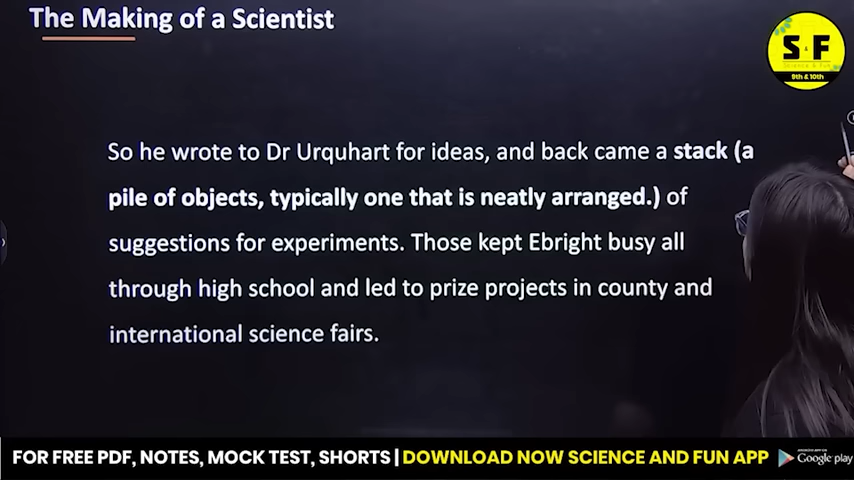 The Making of a Scientist
S & F
Science & Fun
9th & 10th
So he wrote to Dr Urquhart for ideas, and back came a stack (a
pile of objects, typically one that is neatly arranged.) of
suggestions for experiments. Those kept Ebright busy all
through high school and led to prize projects in county and
international science fairs.
FOR FREE PDF, NOTES, MOCK TEST, SHORTS | DOWNLOAD NOW SCIENCE AND FUN APP
Google play